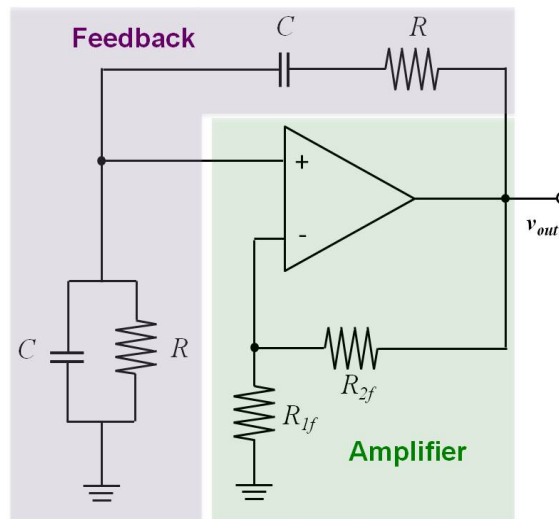 Feedback
C
R
+
-
v_out
C
R
R_2f
R_1f
Amplifier